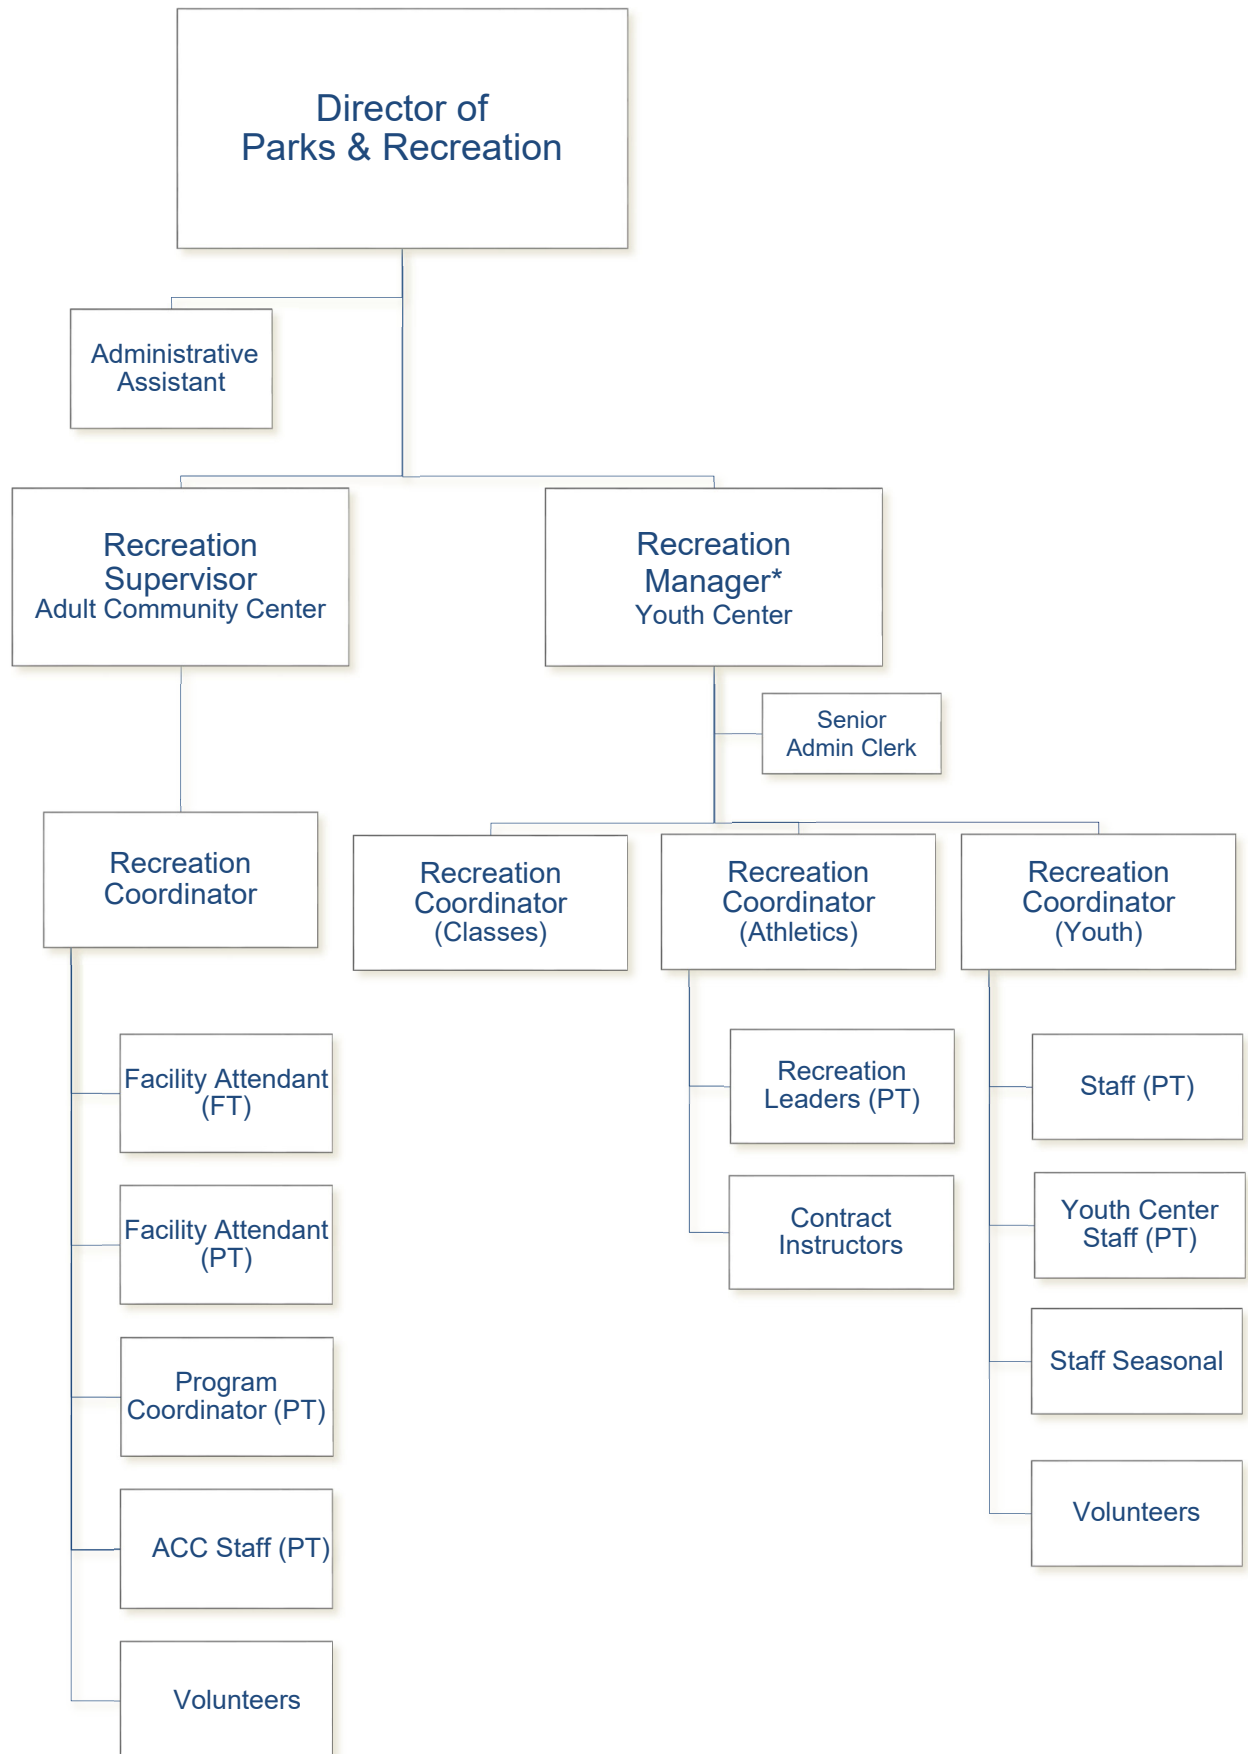 Director of
Parks & Recreation
Administrative
Assistant
Recreation
Supervisor
Adult Community Center
Recreation
Manager*
Youth Center
Senior
Admin Clerk
Recreation
Coordinator
Recreation
Coordinator
(Classes)
Recreation
Coordinator
(Athletics)
Recreation
Coordinator
(Youth)
Facility Attendant
(FT)
Facility Attendant
(PT)
Program
Coordinator (PT)
ACC Staff (PT)
Volunteers
Recreation
Leaders (PT)
Contract
Instructors
Staff (PT)
Youth Center
Staff (PT)
Staff Seasonal
Volunteers